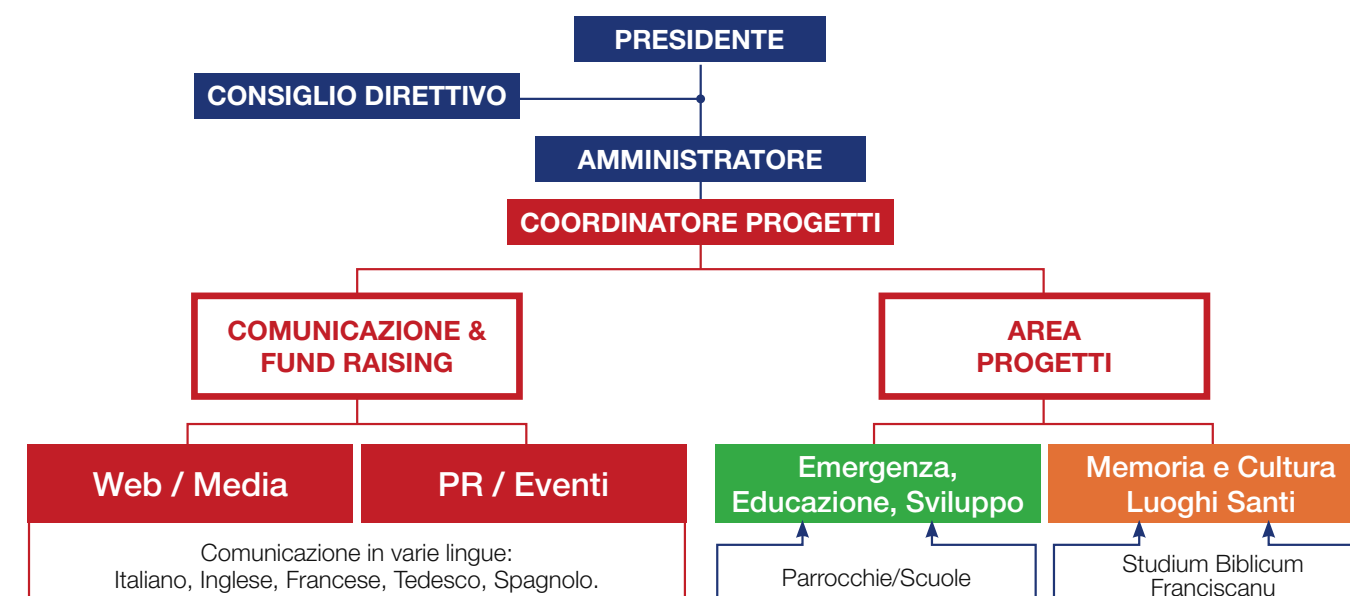 PRESIDENTE
CONSIGLIO DIRETTIVO
AMMINISTRATORE
COORDINATORE PROGETTI
COMUNICAZIONE &
FUND RAISING
AREA
PROGETTI
Web / Media
PR / Eventi
Emergenza,
Educazione, Sviluppo
Memoria e Cultura
Luoghi Santi
Comunicazione in varie lingue:
Italiano, Inglese, Francese, Tedesco, Spagnolo.
Parrocchie/Scuole
Studium Biblicum
Franciscanu